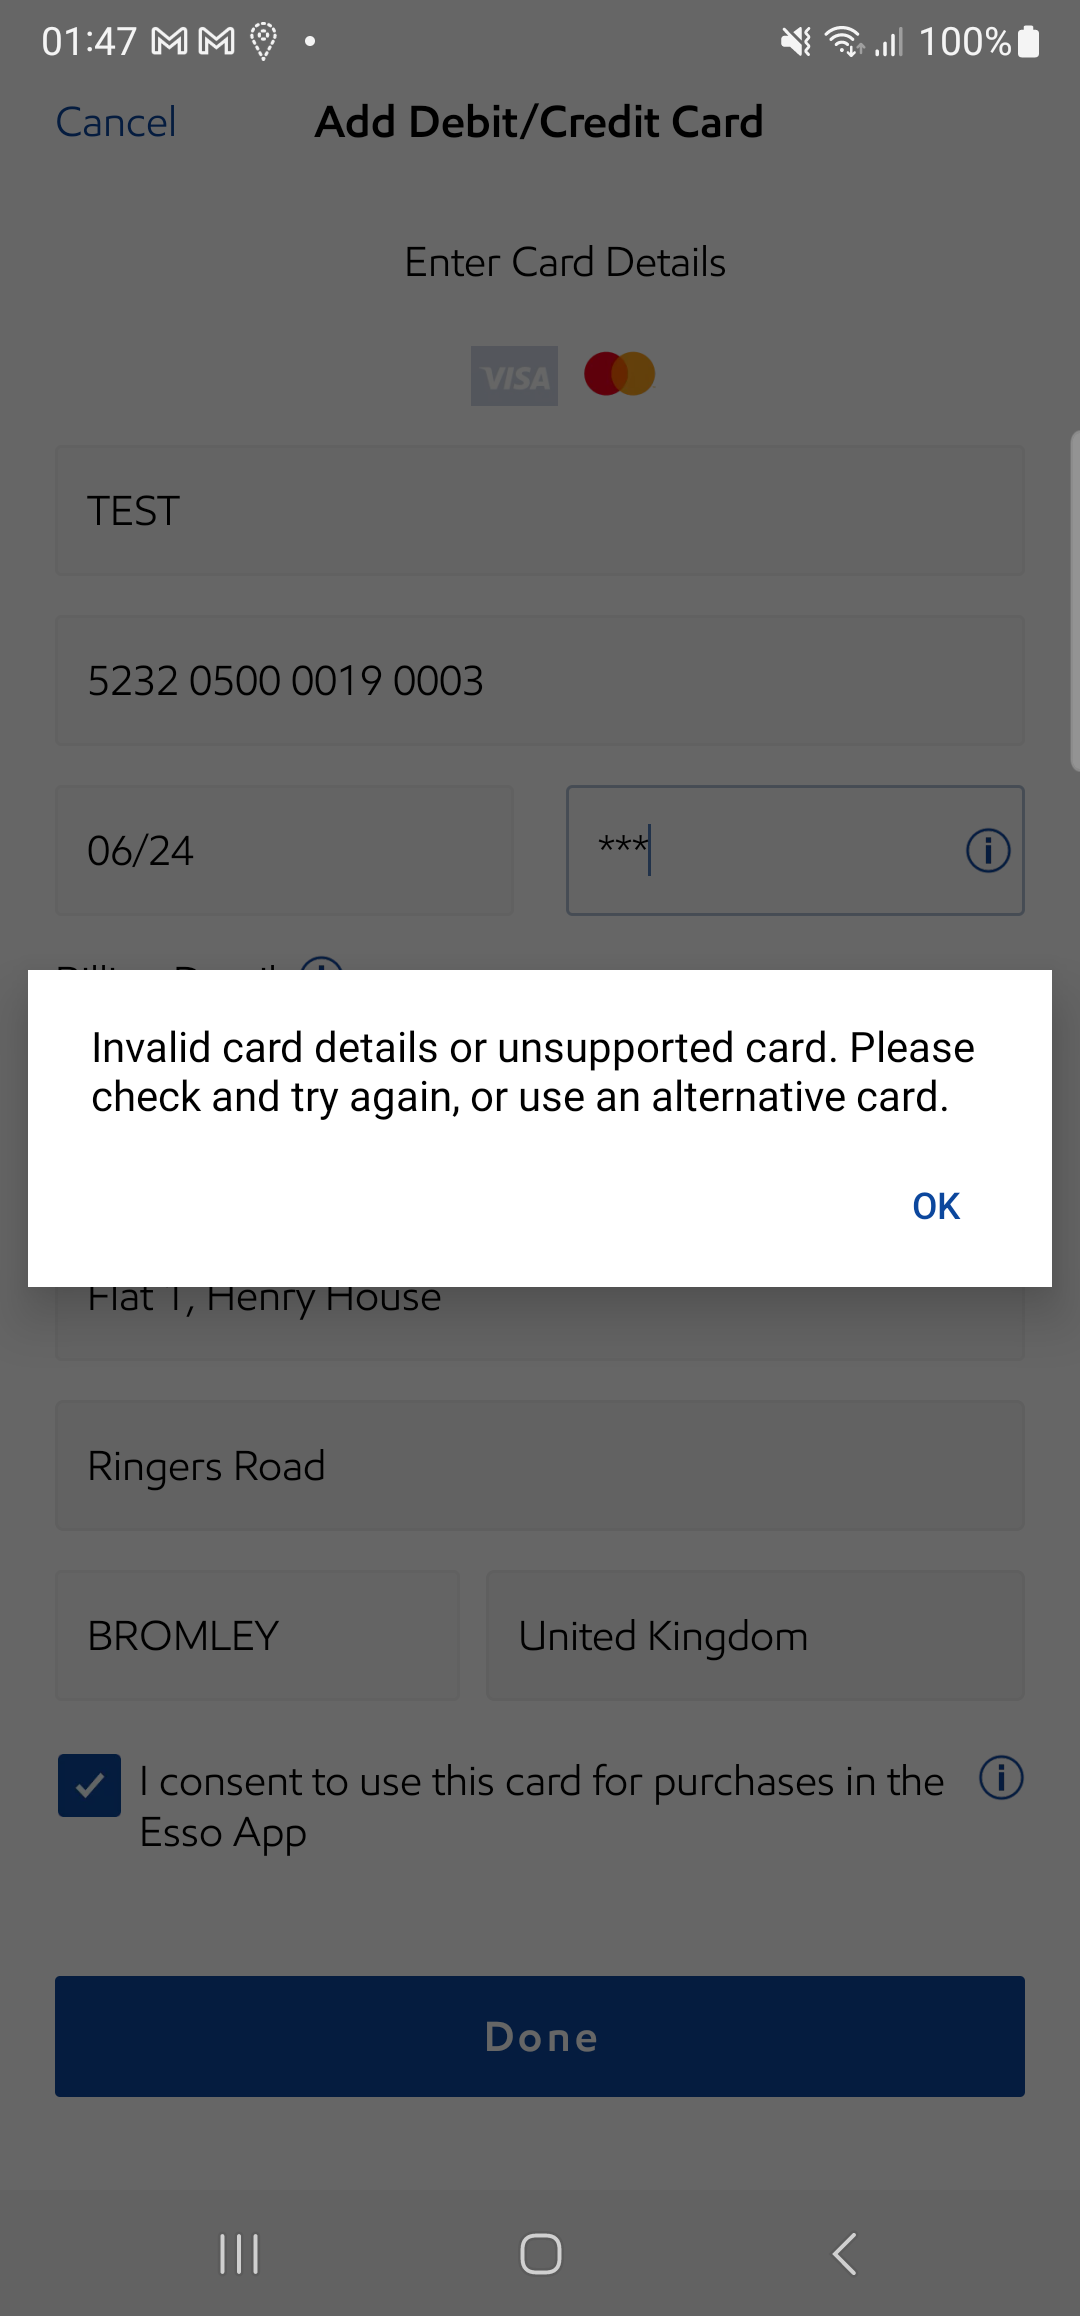 01:47 100%
Cancel Add Debit/Credit Card
Enter Card Details
VISA
TEST
5232 0500 0019 0003
06/24 ***
Invalid card details or unsupported card. Please
check and try again, or use an alternative card.
OK
Flat 1, Henry House
Ringers Road
BROMLEY United Kingdom
I consent to use this card for purchases in the
Esso App
Done